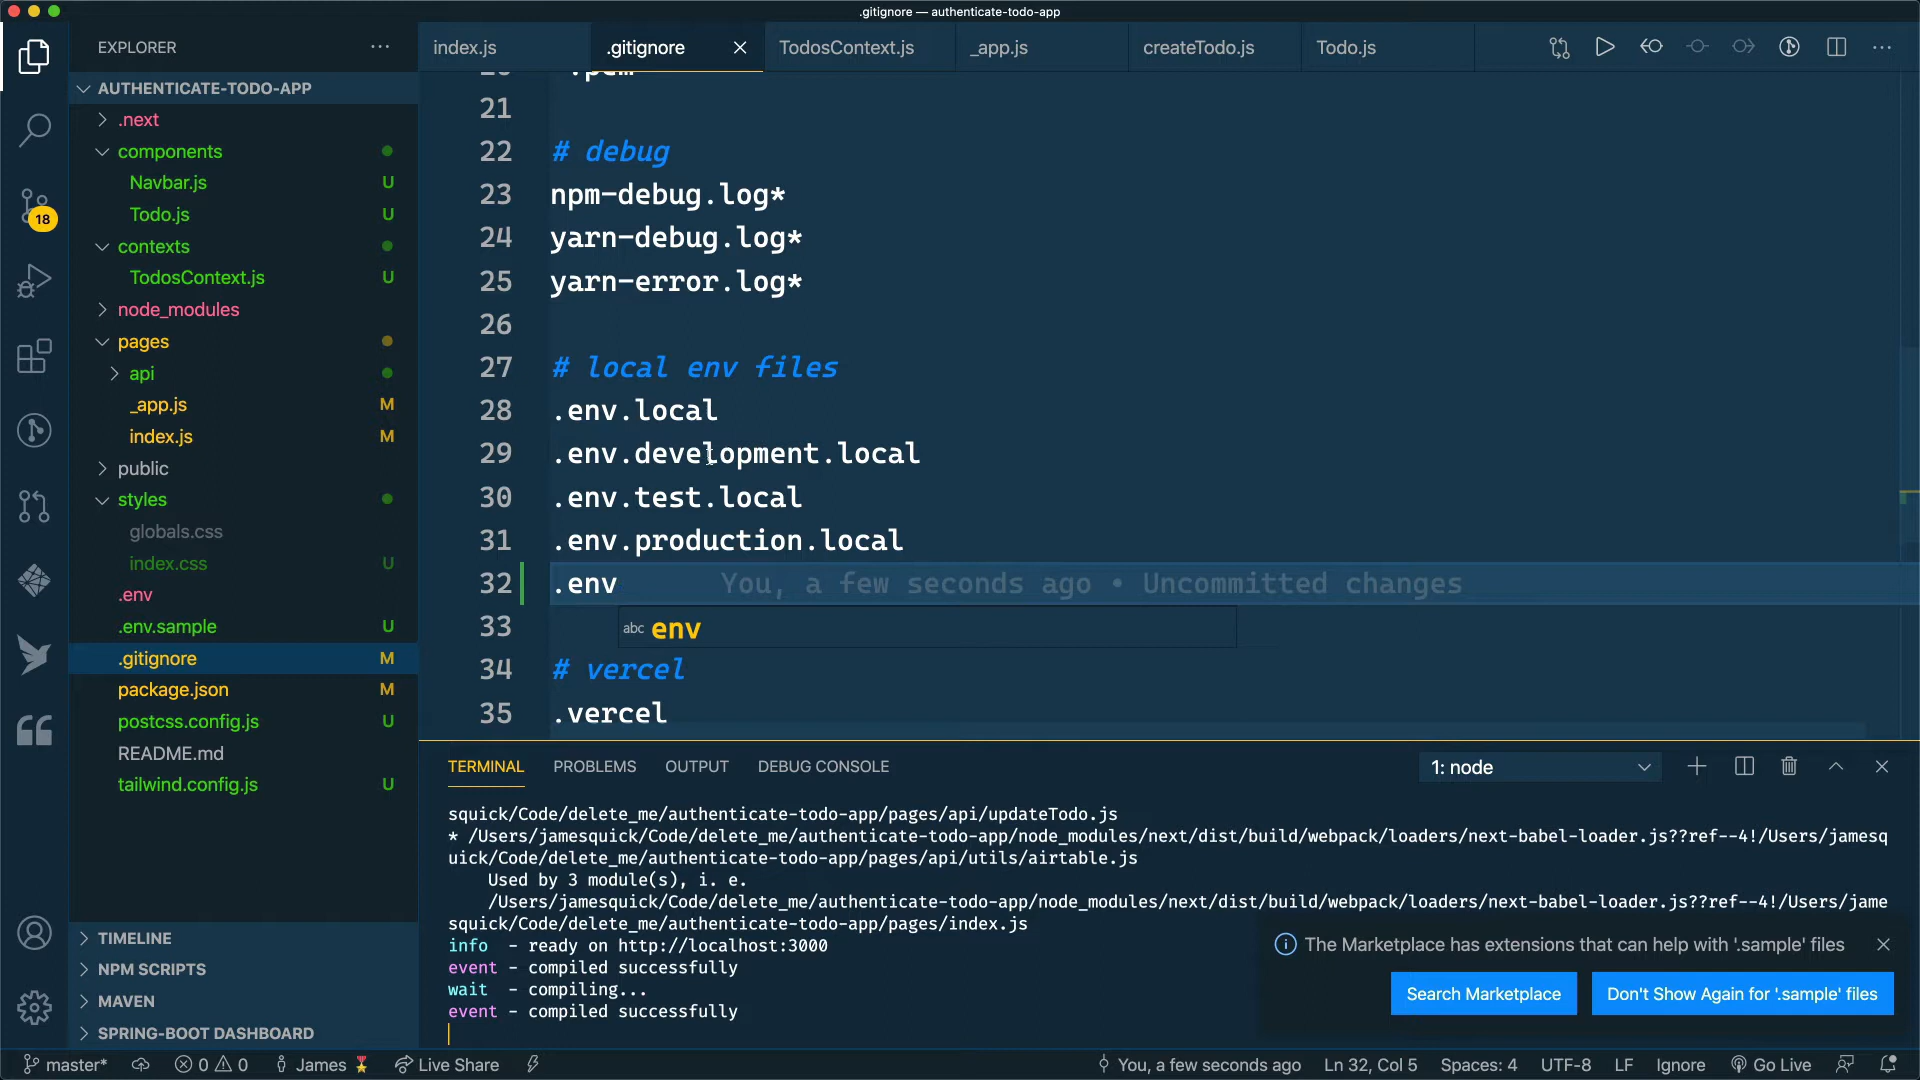 .gitignore — authenticate-todo-app
EXPLORER
index.js
.gitignore
TodosContext.js
_app.js
createTodo.js
Todo.js
AUTHENTICATE-TODO-APP
.next
components
Navbar.js U
Todo.js U
contexts
TodosContext.js U
node_modules
pages
api
_app.js M
index.js M
public
styles
globals.css
index.css U
.env
.env.sample U
.gitignore M
package.json M
postcss.config.js U
README.md
tailwind.config.js U
TIMELINE
NPM SCRIPTS
MAVEN
SPRING-BOOT DASHBOARD
18
21
22 # debug
23 npm-debug.log*
24 yarn-debug.log*
25 yarn-error.log*
26
27 # local env files
28 .env.local
29 .env.development.local
30 .env.test.local
31 .env.production.local
32 .env You, a few seconds ago • Uncommitted changes
33 abc env
34 # vercel
35 .vercel
TERMINAL PROBLEMS OUTPUT DEBUG CONSOLE 1: node
squick/Code/delete_me/authenticate-todo-app/pages/api/updateTodo.js
* /Users/jamesquick/Code/delete_me/authenticate-todo-app/node_modules/next/dist/build/webpack/loaders/next-babel-loader.js??ref--4!/Users/jamesq
uick/Code/delete_me/authenticate-todo-app/pages/api/utils/airtable.js
Used by 3 module(s), i. e.
/Users/jamesquick/Code/delete_me/authenticate-todo-app/node_modules/next/dist/build/webpack/loaders/next-babel-loader.js??ref--4!/Users/jame
squick/Code/delete_me/authenticate-todo-app/pages/index.js
info - ready on http://localhost:3000
event - compiled successfully
wait - compiling...
event - compiled successfully
The Marketplace has extensions that can help with '.sample' files
Search Marketplace
Don't Show Again for '.sample' files
master* 0 0 James Live Share You, a few seconds ago Ln 32, Col 5 Spaces: 4 UTF-8 LF Ignore Go Live